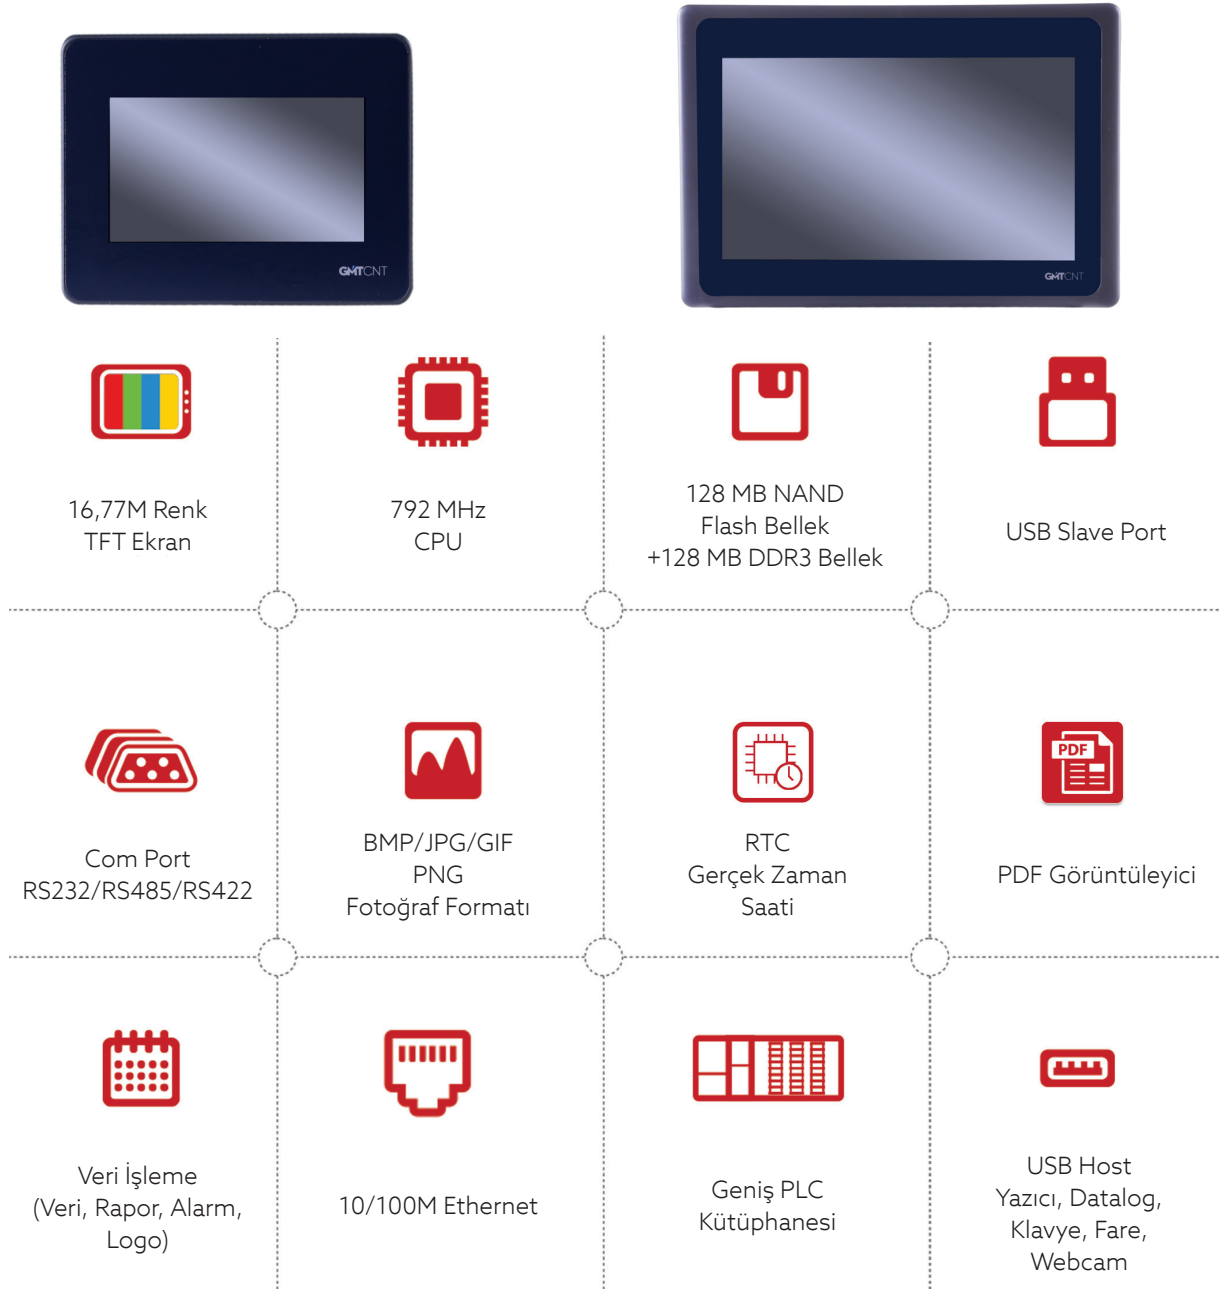 GMTCNT
GMTCNT
16,77M Renk
TFT Ekran
792 MHz
CPU
128 MB NAND
Flash Bellek
+128 MB DDR3 Bellek
USB Slave Port
Com Port
RS232/RS485/RS422
BMP/JPG/GIF
PNG
Fotoğraf Formatı
RTC
Gerçek Zaman
Saati
PDF
PDF Görüntüleyici
Veri İşleme
(Veri, Rapor, Alarm,
Logo)
10/100M Ethernet
Geniş PLC
Kütüphanesi
USB Host
Yazıcı, Datalog,
Klavye, Fare,
Webcam